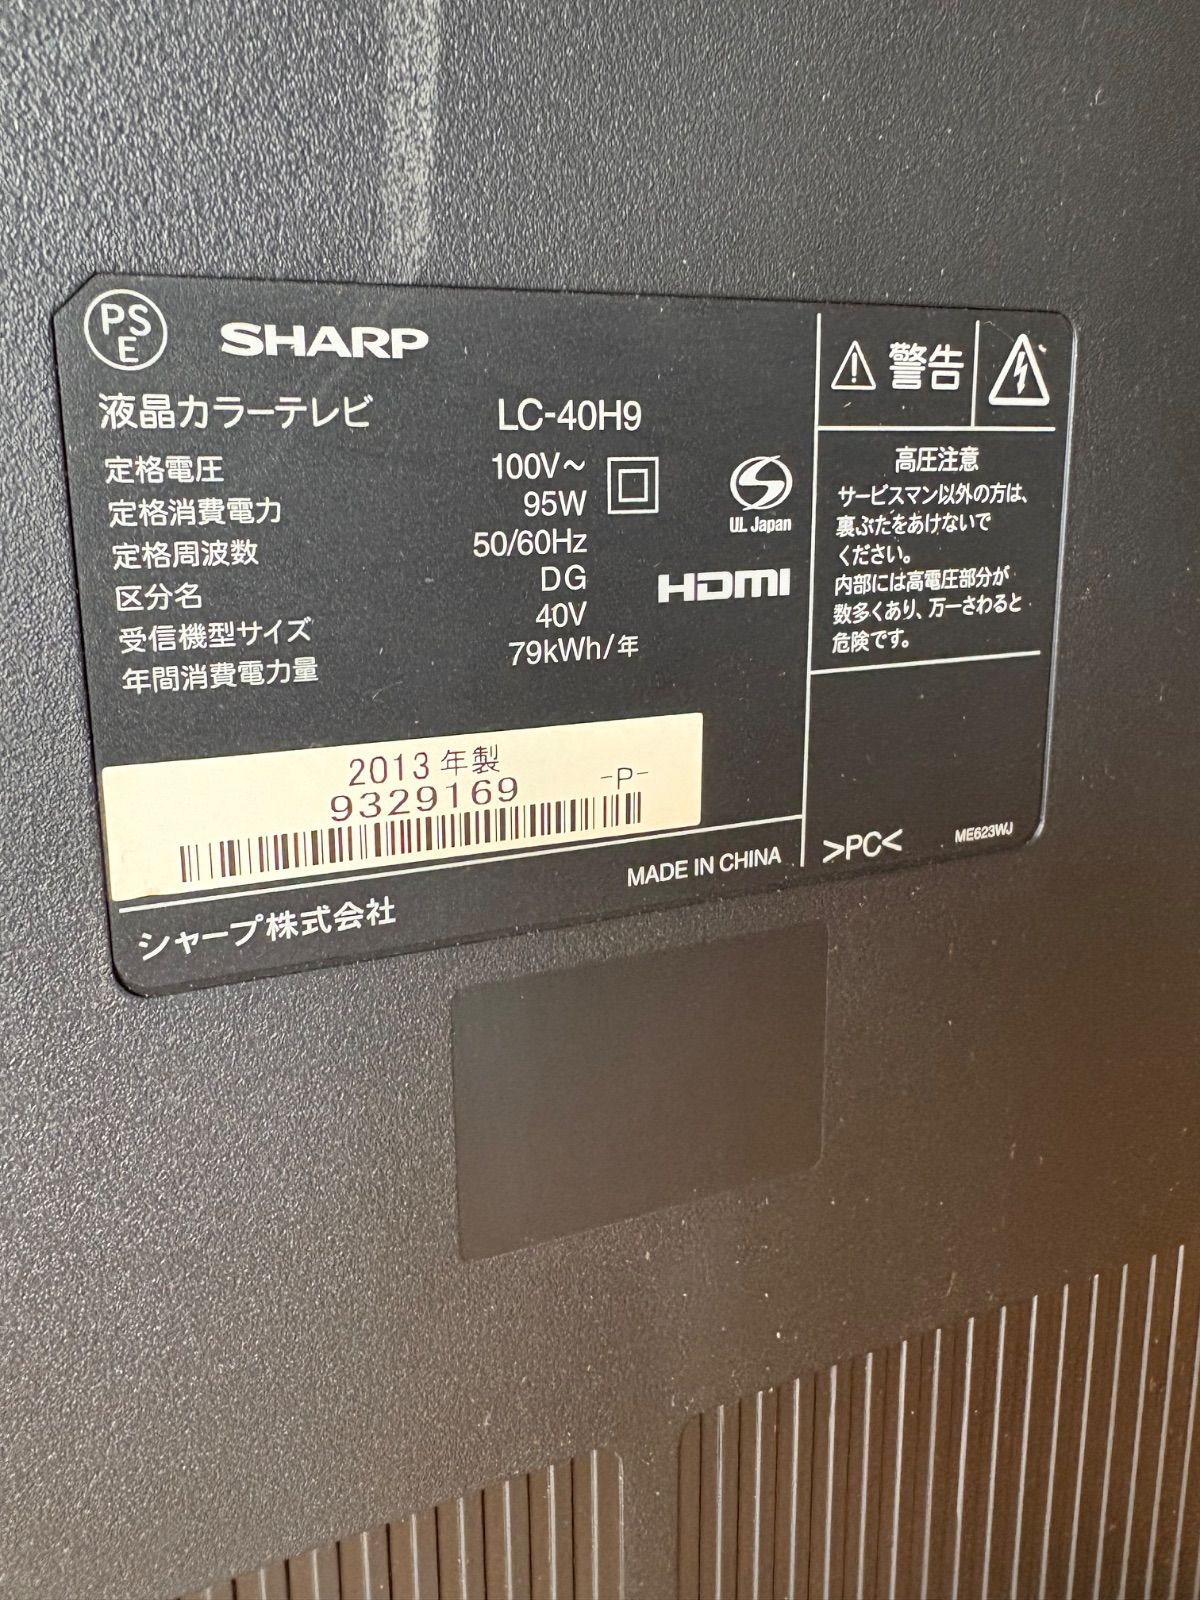 PSE
SHARP
液晶カラーテレビ LC-40H9
定格電圧 100V~
定格消費電力 95W
定格周波数 50/60Hz
区分名 DG
受信機型サイズ 40V
年間消費電力量 79kWh/年
S
UL Japan
HDMI
2013年製
9329169 -P-
MADE IN CHINA
シャープ株式会社
警告
高圧注意
サービスマン以外の方は、
裏ぶたをあけないで
ください。
内部には高電圧部分が
数多くあり、万一さわると
危険です。
>PC<
ME623WJ